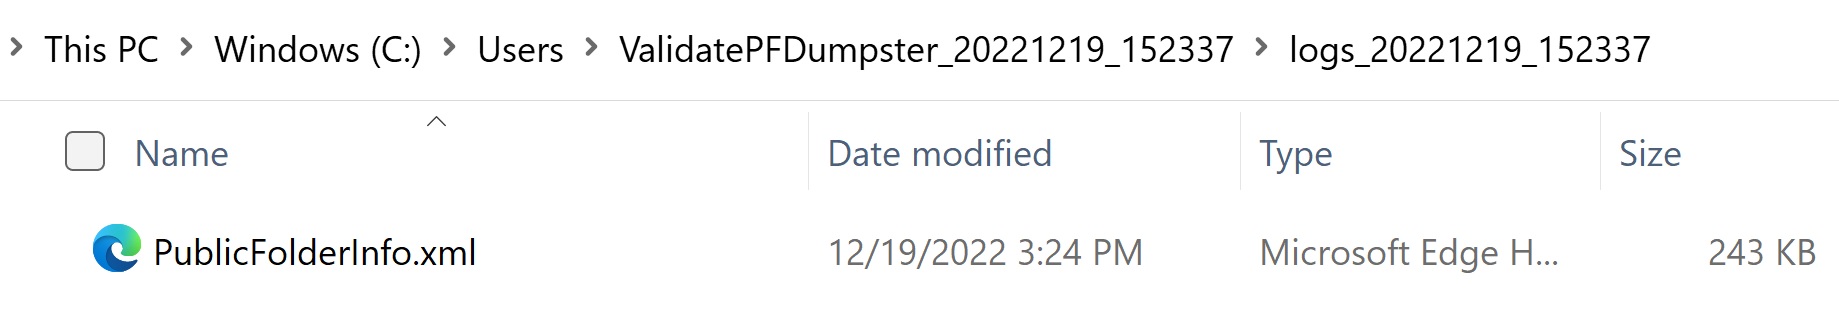 This PC > Windows (C:) > Users > ValidatePFDumpster_20221219_152337 > logs_20221219_152337
Name Date modified Type Size
PublicFolderInfo.xml 12/19/2022 3:24 PM Microsoft Edge H... 243 KB